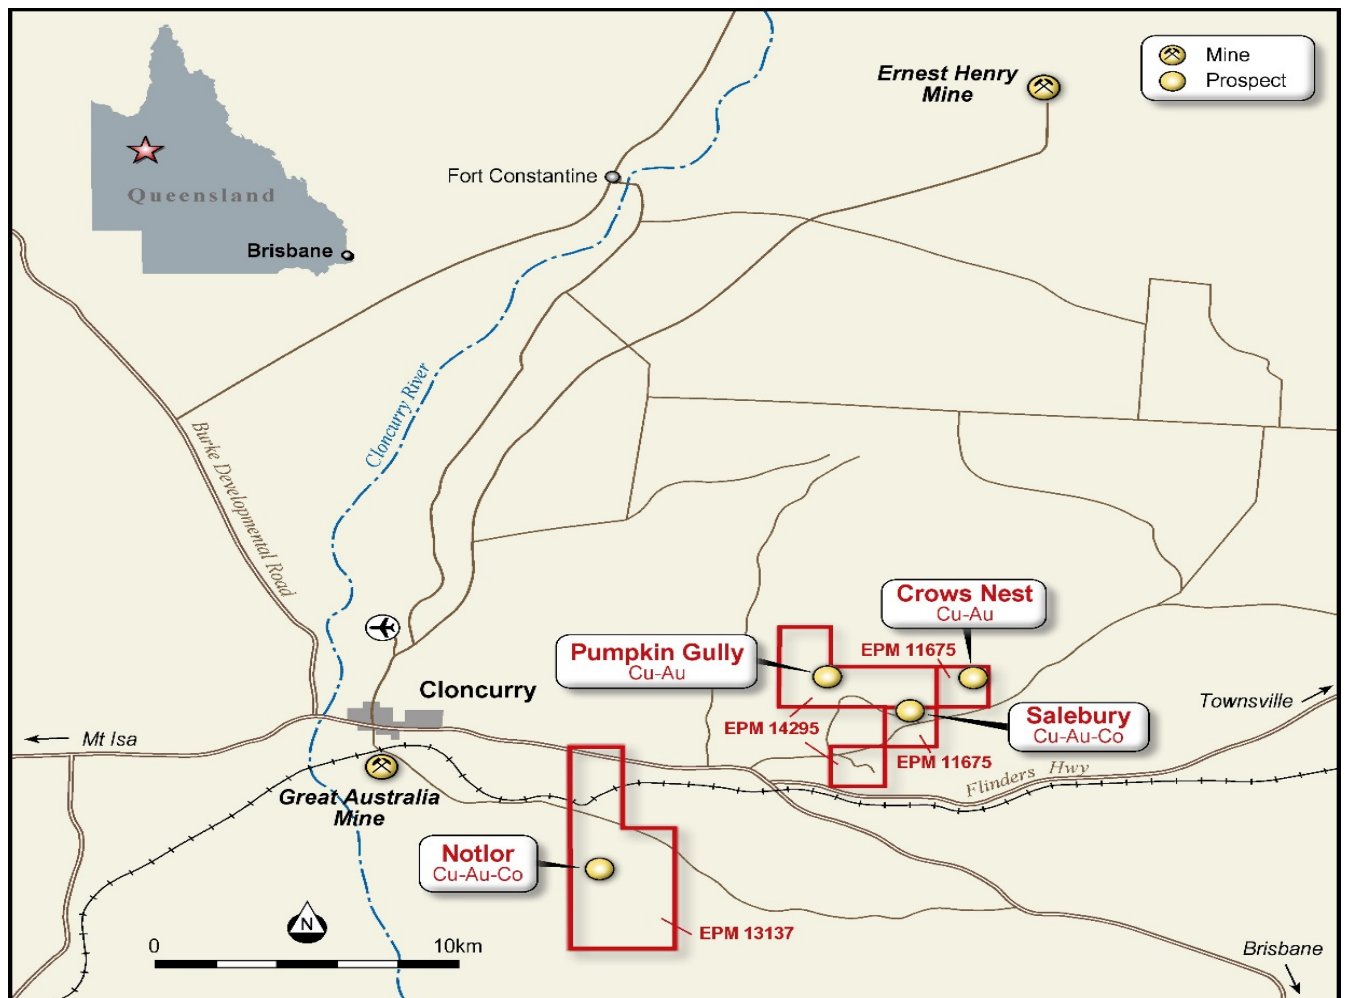 Mine
Prospect
Ernest Henry
Mine
Fort Constantine
Queensland
Brisbane
Cloncurry River
Burke Developmental Road
Crows Nest
Cu-Au
Pumpkin Gully
Cu-Au
EPM 11675
Cloncurry
Townsville
Salebury
Cu-Au-Co
EPM 14295
Mt Isa
EPM 11675
Flinders Hwy
Great Australia
Mine
Notlor
Cu-Au-Co
EPM 13137
N
0 10km
Brisbane